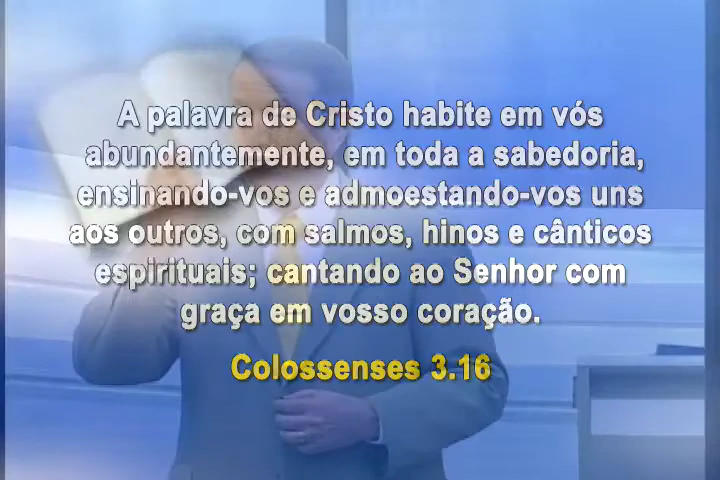 A palavra de Cristo habite em vós
abundantemente, em toda a sabedoria,
ensinando-vos e admoestando-vos uns
aos outros, com salmos, hinos e cânticos
espirituais; cantando ao Senhor com
graça em vosso coração.
Colossenses 3.16